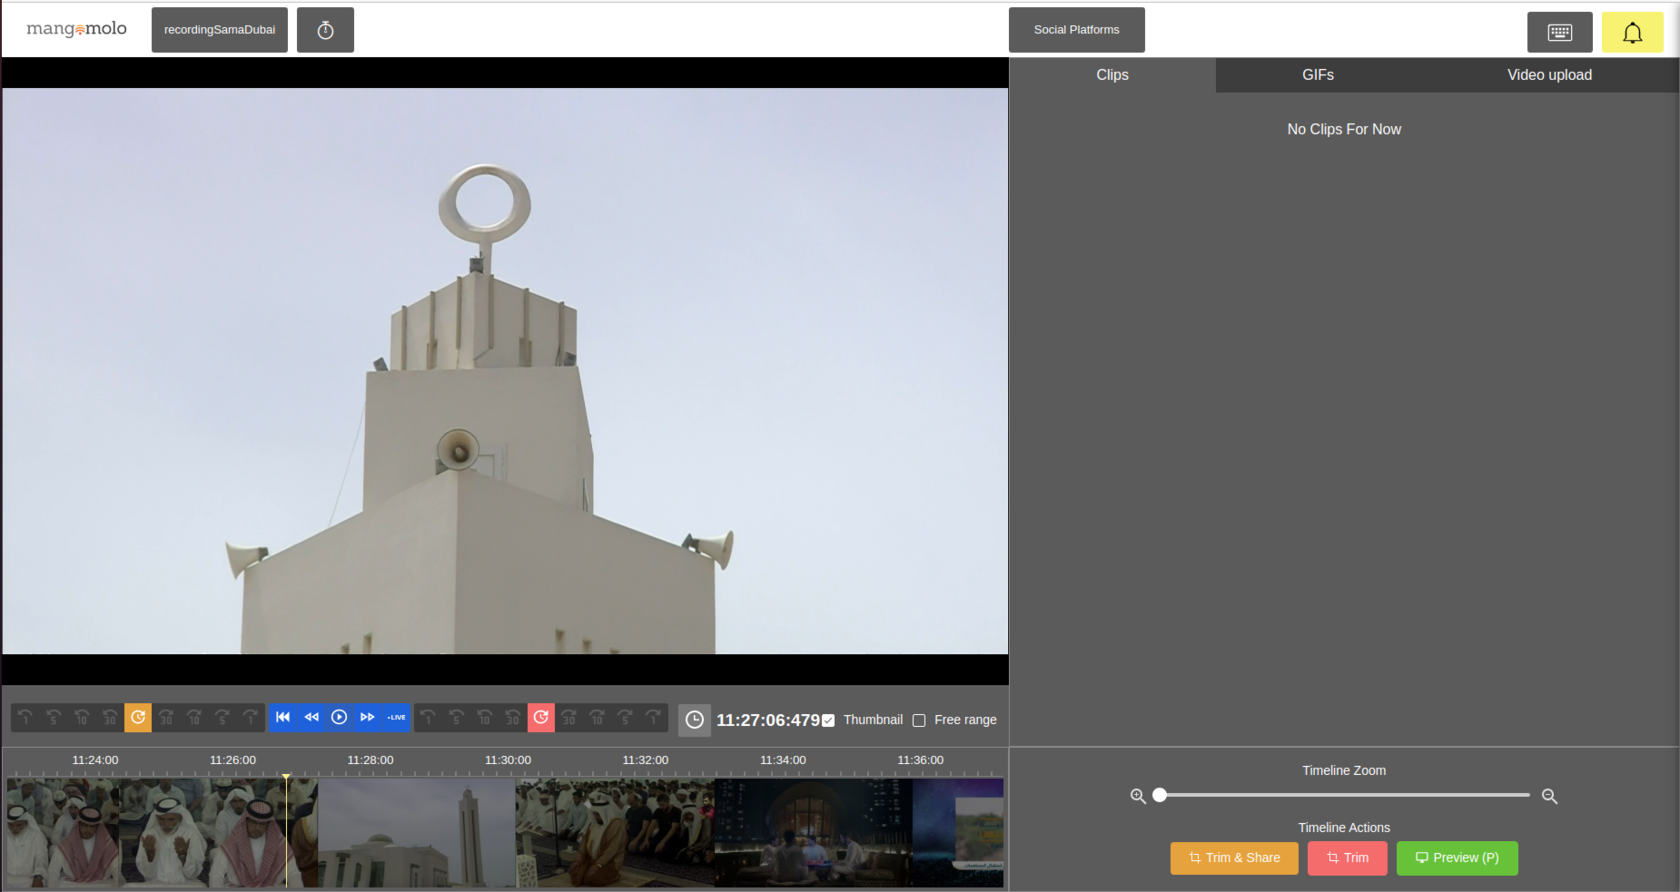 mangomolo
recordingSamaDubai
Social Platforms
Clips
GIFs
Video upload
No Clips For Now
1 5 10 30 30 10 5 1
LIVE
1 5 10 30 30 10 5 1
11:27:06:479
Thumbnail
Free range
11:24:00 11:26:00 11:28:00 11:30:00 11:32:00 11:34:00 11:36:00
Timeline Zoom
Timeline Actions
Trim & Share
Trim
Preview (P)